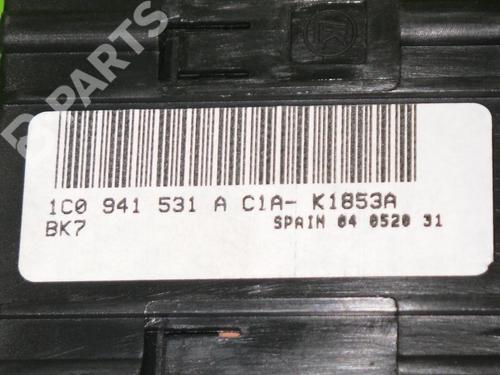 D PARTS
1C0 941 531 A C1A- K1853A
BK7
SPAIN 04 0520 31